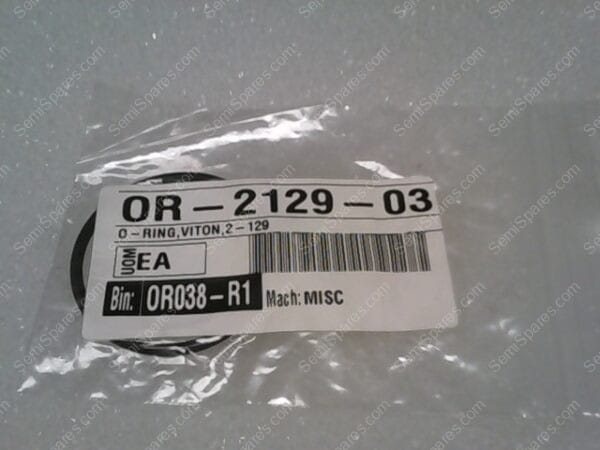 OR-2129-03
O-RING,VITON,2-129
UOM EA
Bin: OR038-R1 Mach: MISC
SemiSpares.com